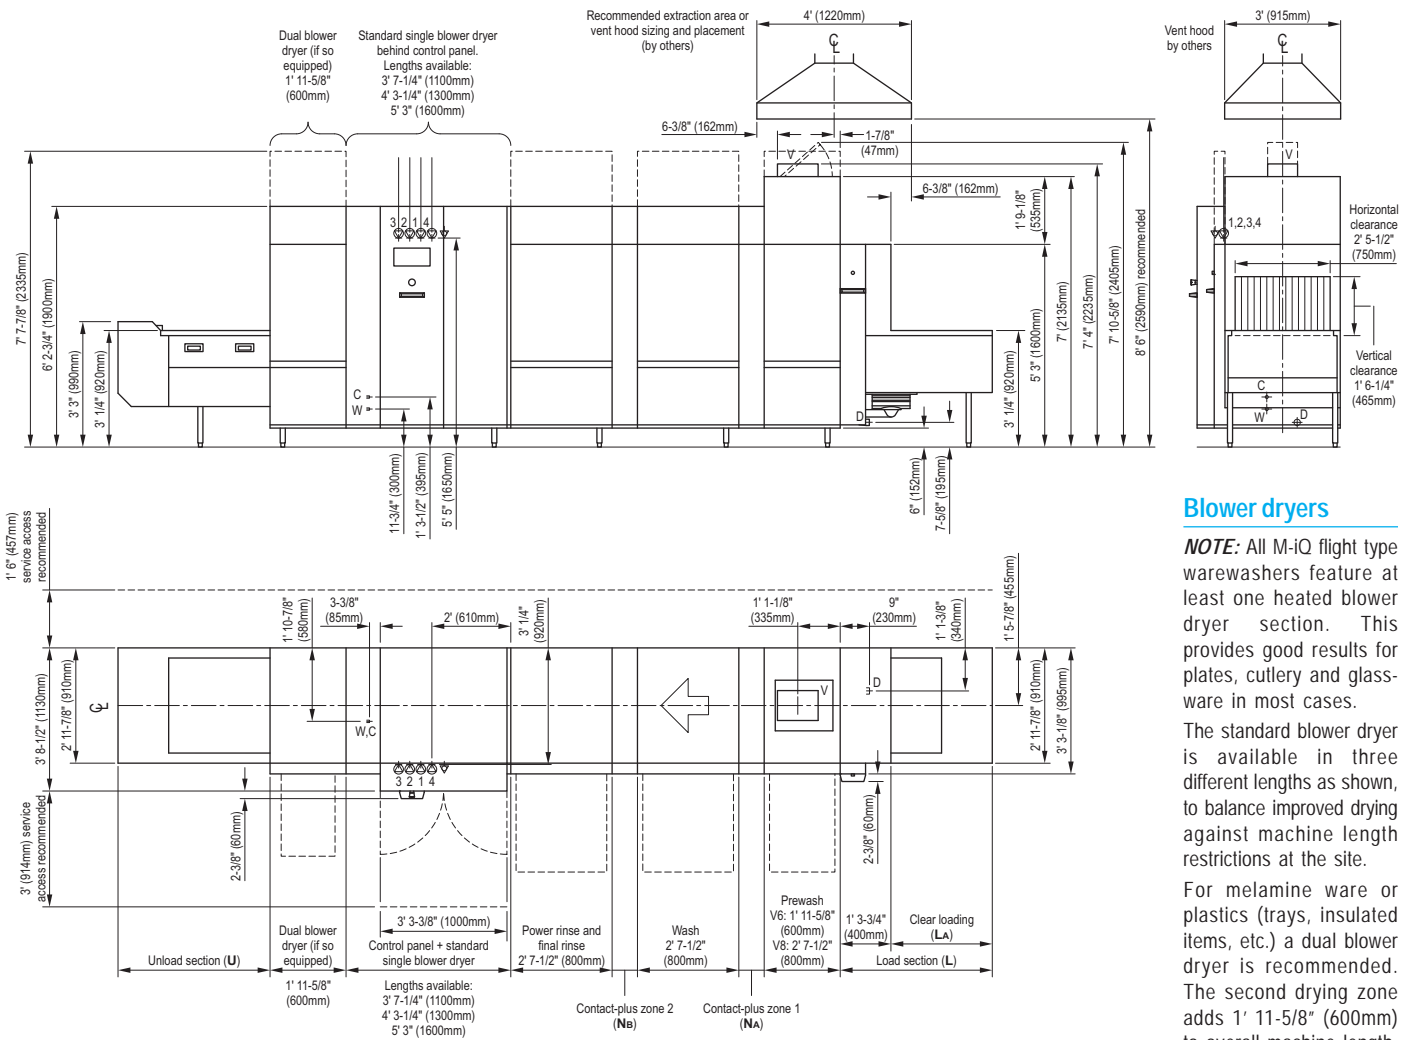 Dual blower
dryer (if so
equipped)
1' 11-5/8"
(600mm)
Standard single blower dryer
behind control panel.
Lengths available:
3' 7-1/4" (1100mm)
4' 3-1/4" (1300mm)
5' 3" (1600mm)
Recommended extraction area or
vent hood sizing and placement
(by others)
4' (1220mm)
CL
6-3/8" (162mm)
1-7/8"
(47mm)
V
6-3/8" (162mm)
Vent hood
by others
3' (915mm)
CL
V
1,2,3,4
Horizontal
clearance
2' 5-1/2"
(750mm)
Vertical
clearance
1' 6-1/4"
(465mm)
C
W
D
3 2 1 4
C
W
D
7' 7-7/8" (2335mm)
6' 2-3/4" (1900mm)
3' 3" (990mm)
3' 1/4" (920mm)
11-3/4" (300mm)
1' 3-1/2" (395mm)
5' 5" (1650mm)
1' 9-1/8"
(535mm)
6" (152mm)
7-5/8" (195mm)
3' 1/4" (920mm)
5' 3" (1600mm)
7' (2135mm)
7' 4" (2235mm)
7' 10-5/8" (2405mm)
8' 6" (2590mm) recommended
1' 6" (457mm)
service access
recommended
1' 10-7/8"
(580mm)
3-3/8"
(85mm)
2' (610mm)
3' 1/4"
(920mm)
1' 1-1/8"
(335mm)
9"
(230mm)
1' 1-3/8"
(340mm)
1' 5-7/8" (455mm)
3' 8-1/2" (1130mm)
2' 11-7/8" (910mm)
CL
W,C
V
D
2' 11-7/8" (910mm)
3' 3-1/8" (995mm)
3 2 1 4
3' (914mm) service
access recommended
2-3/8" (60mm)
2-3/8" (60mm)
3' 3-3/8" (1000mm)
Unload section (U)
Dual blower
dryer (if so
equipped)
1' 11-5/8"
(600mm)
Control panel + standard
single blower dryer
Lengths available:
3' 7-1/4" (1100mm)
4' 3-1/4" (1300mm)
5' 3" (1600mm)
Power rinse and
final rinse
2' 7-1/2" (800mm)
Wash
2' 7-1/2"
(800mm)
Prewash
V6: 1' 11-5/8"
(600mm)
V8: 2' 7-1/2"
(800mm)
1' 3-3/4"
(400mm)
Clear loading
(LA)
Load section (L)
Contact-plus zone 2
(NB)
Contact-plus zone 1
(NA)
Blower dryers
NOTE: All M-iQ flight type
warewashers feature at
least one heated blower
dryer section. This
provides good results for
plates, cutlery and glass-
ware in most cases.
The standard blower dryer
is available in three
different lengths as shown,
to balance improved drying
against machine length
restrictions at the site.
For melamine ware or
plastics (trays, insulated
items, etc.) a dual blower
dryer is recommended.
The second drying zone
adds 1' 11-5/8" (600mm)
to overall machine length.